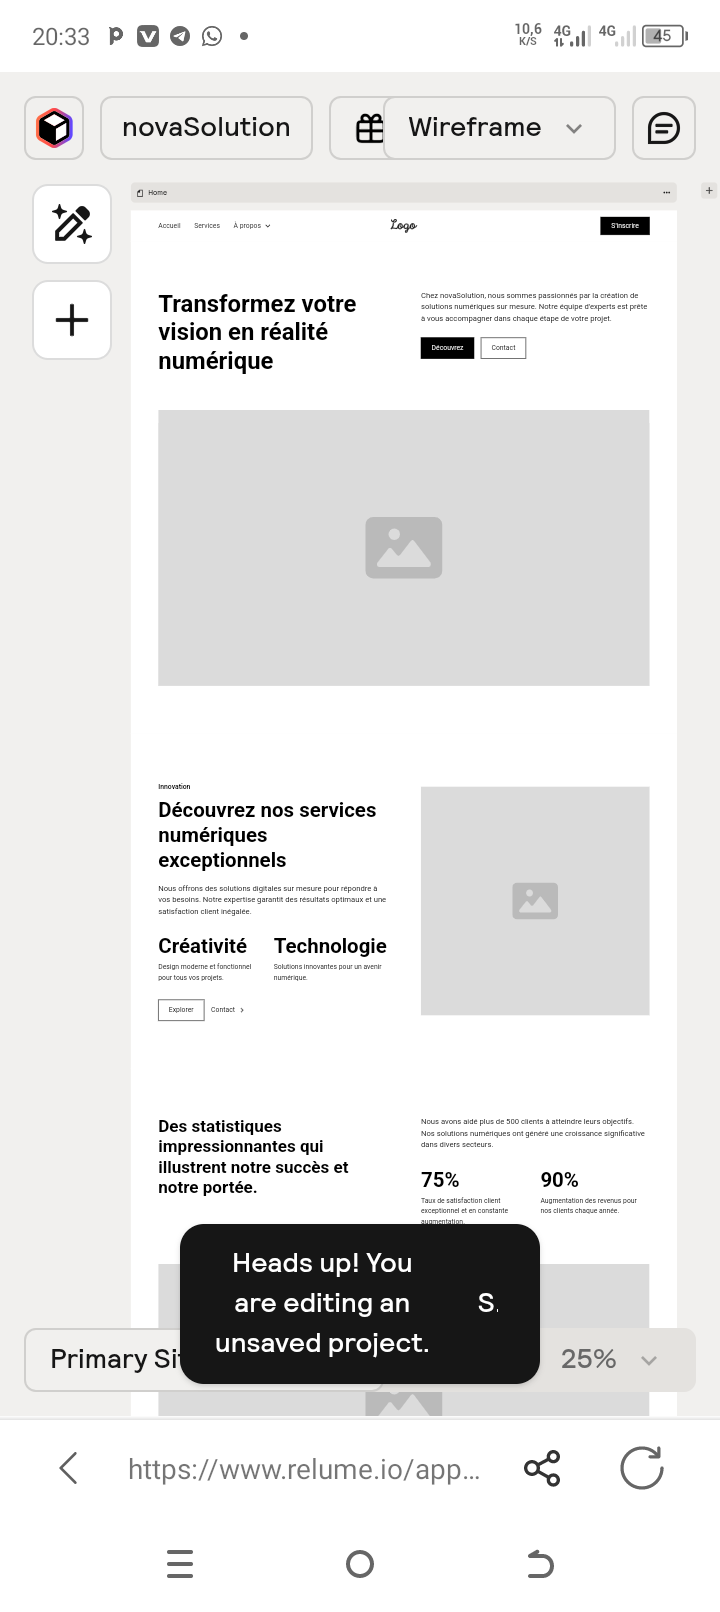 20:33
10,6
K/S
4G
4G
45
novaSolution
Wireframe
Home
Accueil Services À propos
Logo
S'inscrire
Transformez votre
vision en réalité
numérique
Chez novaSolution, nous sommes passionnés par la création de
solutions numériques sur mesure. Notre équipe d'experts est prête
à vous accompagner dans chaque étape de votre projet.
Découvrez
Contact
Innovation
Découvrez nos services
numériques
exceptionnels
Nous offrons des solutions digitales sur mesure pour répondre à
vos besoins. Notre expertise garantit des résultats optimaux et une
satisfaction client inégalée.
Créativité
Design moderne et fonctionnel
pour tous vos projets.
Technologie
Solutions innovantes pour un avenir
numérique.
Explorer
Contact
Des statistiques
impressionnantes qui
illustrent notre succès et
notre portée.
Nous avons aidé plus de 500 clients à atteindre leurs objectifs.
Nos solutions numériques ont généré une croissance significative
dans divers secteurs.
75%
Taux de satisfaction client
exceptionnel et en constante
augmentation.
90%
Augmentation des revenus pour
nos clients chaque année.
Heads up! You
are editing an
unsaved project.
S.
Primary Sit
25%
https://www.relume.io/app...